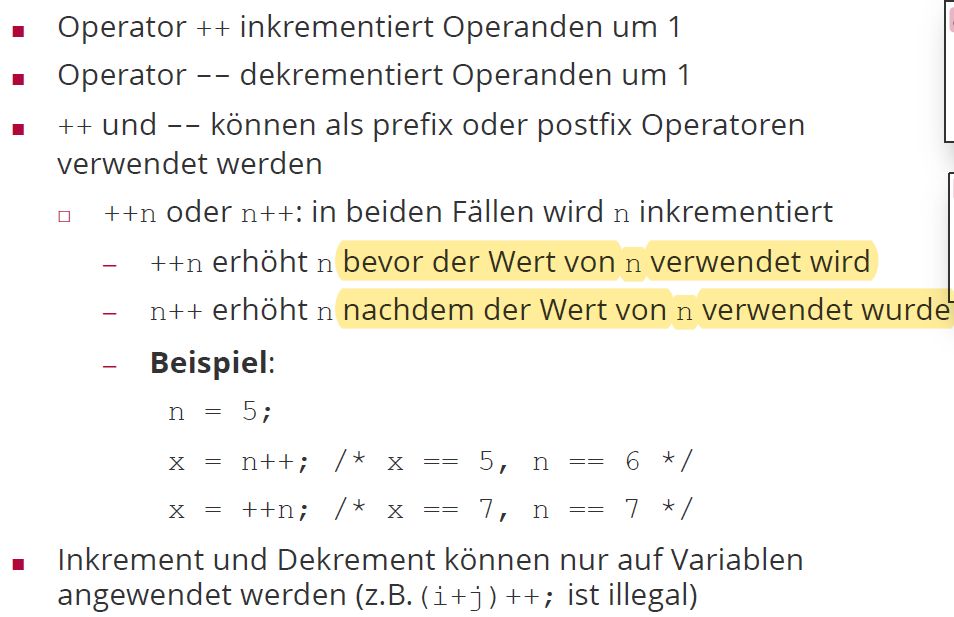 Operator ++ inkrementiert Operanden um 1
Operator -- dekrementiert Operanden um 1
++ und -- können als prefix oder postfix Operatoren
verwendet werden
++n oder n++: in beiden Fällen wird n inkrementiert
++n erhöht n bevor der Wert von n verwendet wird
n++ erhöht n nachdem der Wert von n verwendet wurde
Beispiel:
n = 5;
x = n++; /* x == 5, n == 6 */
x = ++n; /* x == 7, n == 7 */
Inkrement und Dekrement können nur auf Variablen
angewendet werden (z.B. (i+j)++; ist illegal)